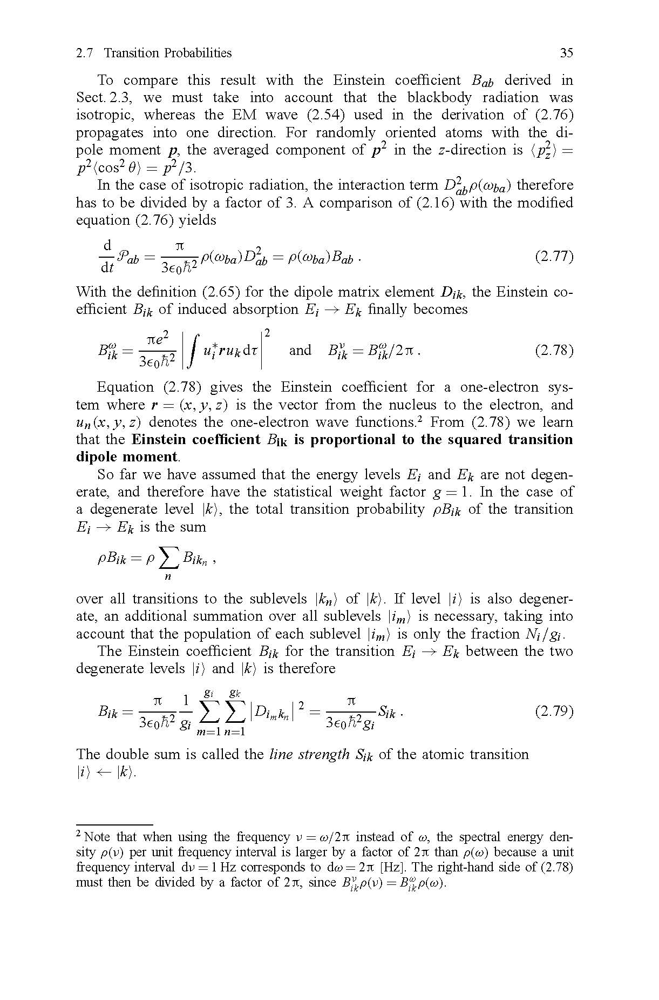 2.7 Transition Probabilities 35
To compare this result with the Einstein coefficient B_ab derived in
Sect. 2.3, we must take into account that the blackbody radiation was
isotropic, whereas the EM wave (2.54) used in the derivation of (2.76)
propagates into one direction. For randomly oriented atoms with the di-
pole moment p, the averaged component of p² in the z-direction is ⟨p_z²⟩ =
p²⟨cos² θ⟩ = p²/3.
In the case of isotropic radiation, the interaction term D²_ab ρ(ω_ba) therefore
has to be divided by a factor of 3. A comparison of (2.16) with the modified
equation (2.76) yields
d/dt 𝒫_ab = π/(3ϵ₀ℏ²) ρ(ω_ba)D²_ab = ρ(ω_ba)B_ab . (2.77)
With the definition (2.65) for the dipole matrix element D_ik, the Einstein co-
efficient B_ik of induced absorption E_i → E_k finally becomes
B^ω_ik = πe²/(3ϵ₀ℏ²) |∫ u*_i r u_k dτ|² and B^ν_ik = B^ω_ik/2π . (2.78)
Equation (2.78) gives the Einstein coefficient for a one-electron sys-
tem where r = (x, y, z) is the vector from the nucleus to the electron, and
u_n(x, y, z) denotes the one-electron wave functions.² From (2.78) we learn
that the Einstein coefficient B_ik is proportional to the squared transition
dipole moment.
So far we have assumed that the energy levels E_i and E_k are not degen-
erate, and therefore have the statistical weight factor g = 1. In the case of
a degenerate level |k⟩, the total transition probability ρB_ik of the transition
E_i → E_k is the sum
ρB_ik = ρ ∑_n B_ik_n ,
over all transitions to the sublevels |k_n⟩ of |k⟩. If level |i⟩ is also degener-
ate, an additional summation over all sublevels |i_m⟩ is necessary, taking into
account that the population of each sublevel |i_m⟩ is only the fraction N_i/g_i.
The Einstein coefficient B_ik for the transition E_i → E_k between the two
degenerate levels |i⟩ and |k⟩ is therefore
B_ik = π/(3ϵ₀ℏ²) 1/g_i ∑_{m=1}^{g_i} ∑_{n=1}^{g_k} |D_{i_m k_n}|² = π/(3ϵ₀ℏ²g_i) S_ik . (2.79)
The double sum is called the line strength S_ik of the atomic transition
|i⟩ ← |k⟩.
² Note that when using the frequency ν = ω/2π instead of ω, the spectral energy den-
sity ρ(ν) per unit frequency interval is larger by a factor of 2π than ρ(ω) because a unit
frequency interval dν = 1 Hz corresponds to dω = 2π [Hz]. The right-hand side of (2.78)
must then be divided by a factor of 2π, since B^ν_ik ρ(ν) = B^ω_ik ρ(ω).